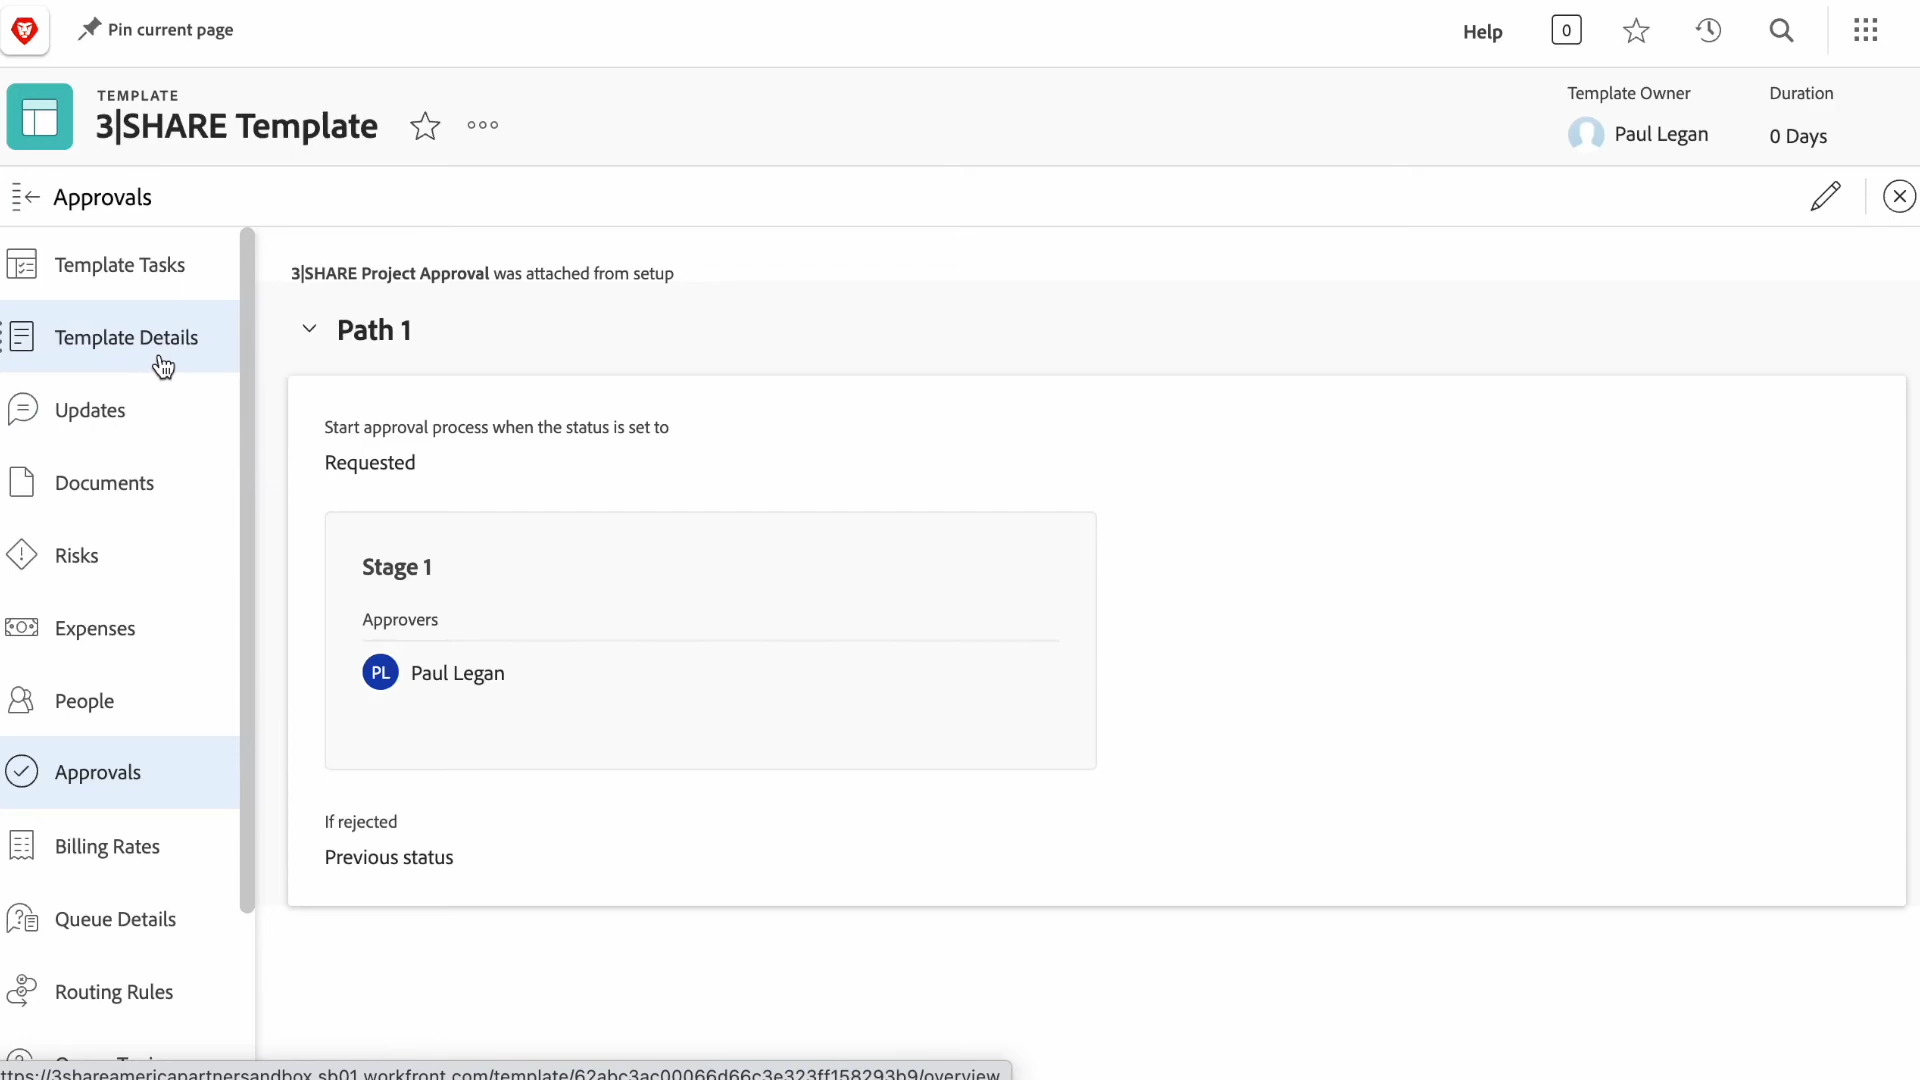 Pin current page
Help
0
TEMPLATE
3|SHARE Template
Template Owner
Paul Legan
Duration
0 Days
Approvals
Template Tasks
Template Details
Updates
Documents
Risks
Expenses
People
Approvals
Billing Rates
Queue Details
Routing Rules
3|SHARE Project Approval was attached from setup
Path 1
Start approval process when the status is set to
Requested
Stage 1
Approvers
PL Paul Legan
If rejected
Previous status
ttps://3shareamericapartnersandbox.sb01.workfront.com/template/62abc3ac00066d66c3e323ff158293b9/overview